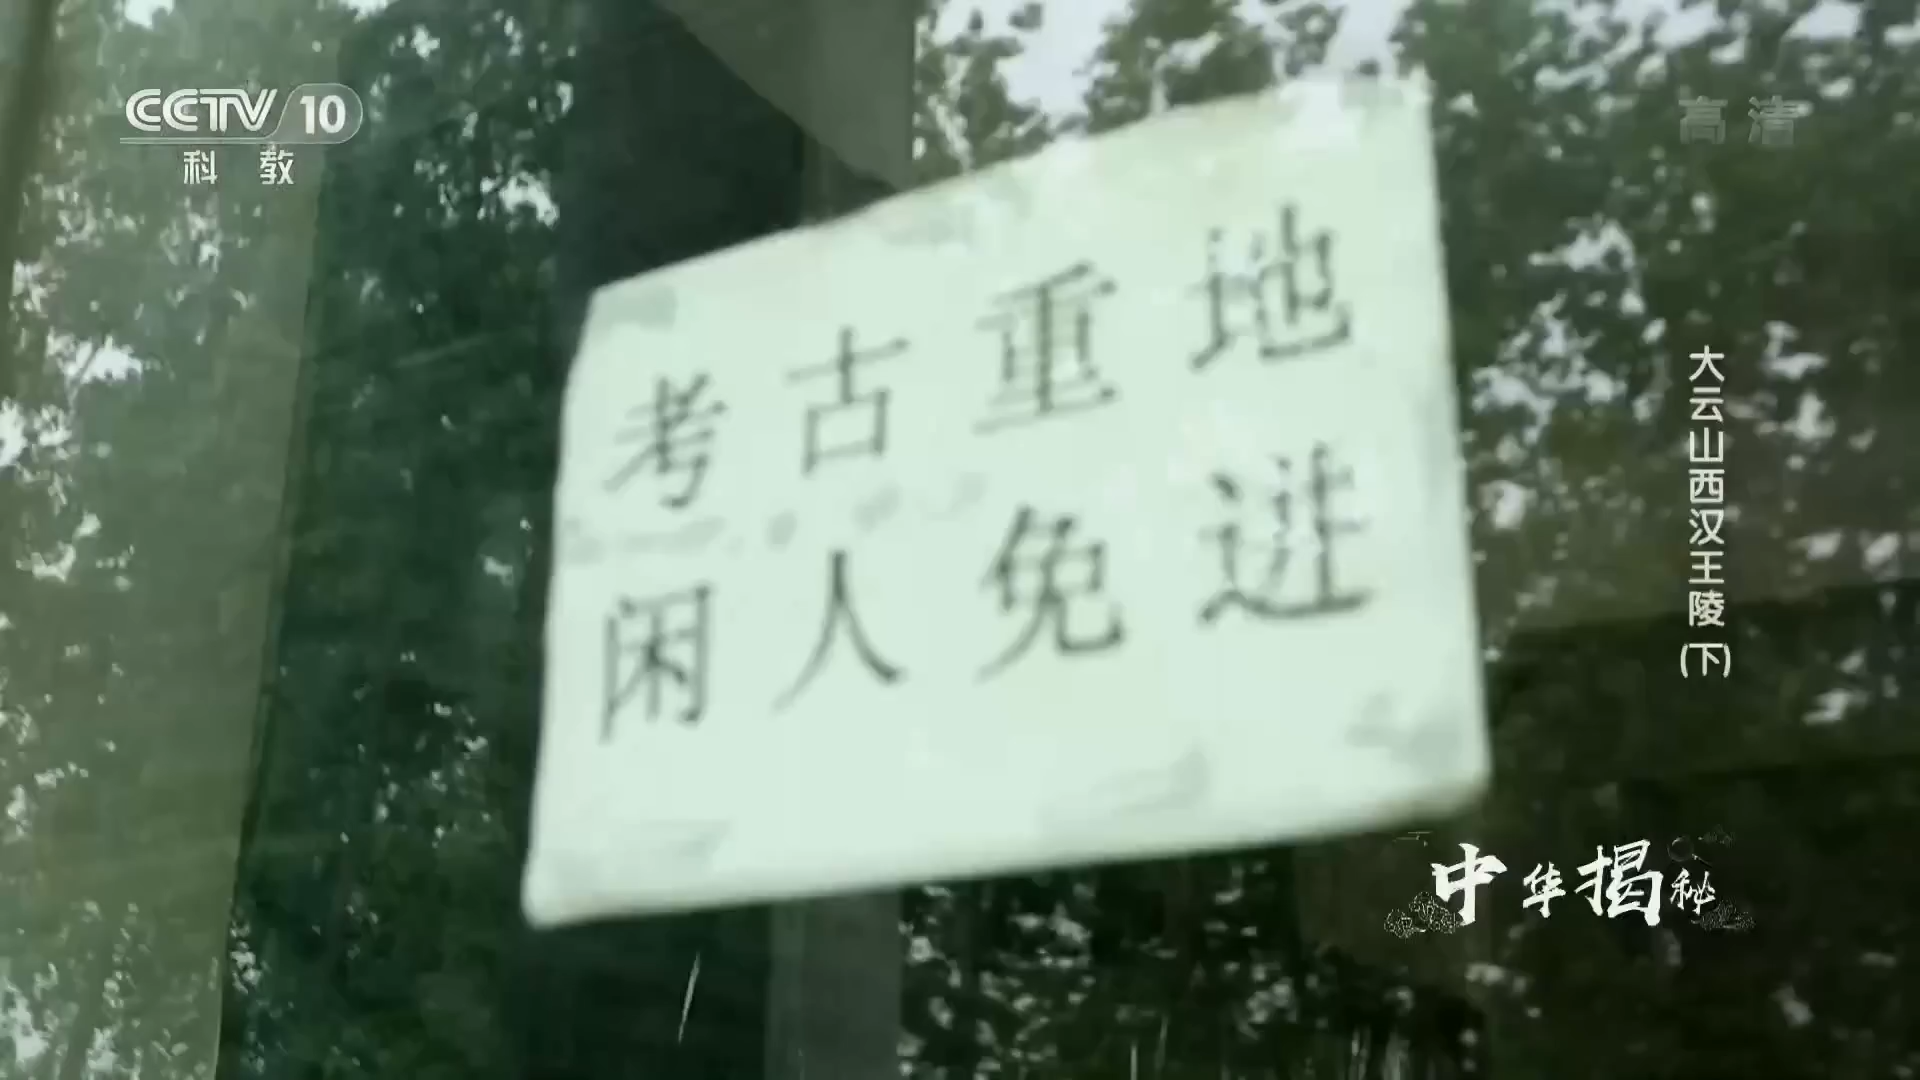 CCTV 10
科教
高清
考古重地
闲人免进
大云山西汉王陵(下)
中华揭秘